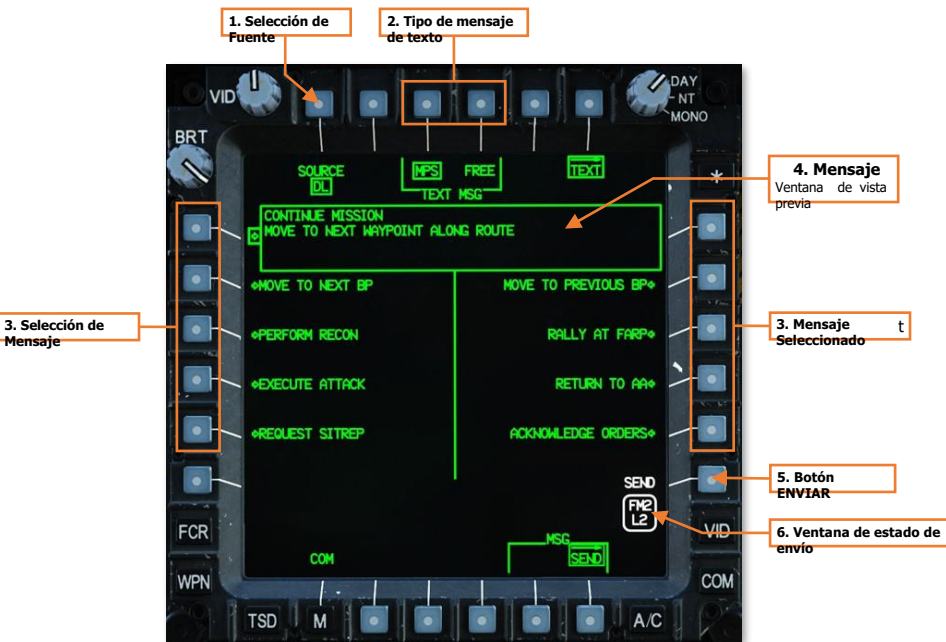 1. Selección de
Fuente
2. Tipo de mensaje
de texto
VID
DAY
NT
MONO
BRT
SOURCE
DL
MPS FREE
TEXT MSG
TEXT
*
4. Mensaje
Ventana de vista
previa
CONTINUE MISSION
MOVE TO NEXT WAYPOINT ALONG ROUTE
MOVE TO NEXT BP
MOVE TO PREVIOUS BP
3. Selección de
Mensaje
PERFORM RECON
RALLY AT FARP
3. Mensaje t
Seleccionado
EXECUTE ATTACK
RETURN TO AA
REQUEST SITREP
ACKNOWLEDGE ORDERS
SEND
5. Botón
ENVIAR
FM2
L2
FCR
VID
6. Ventana de estado de
envío
COM
MSG
SEND
WPN
COM
TSD
M
A/C